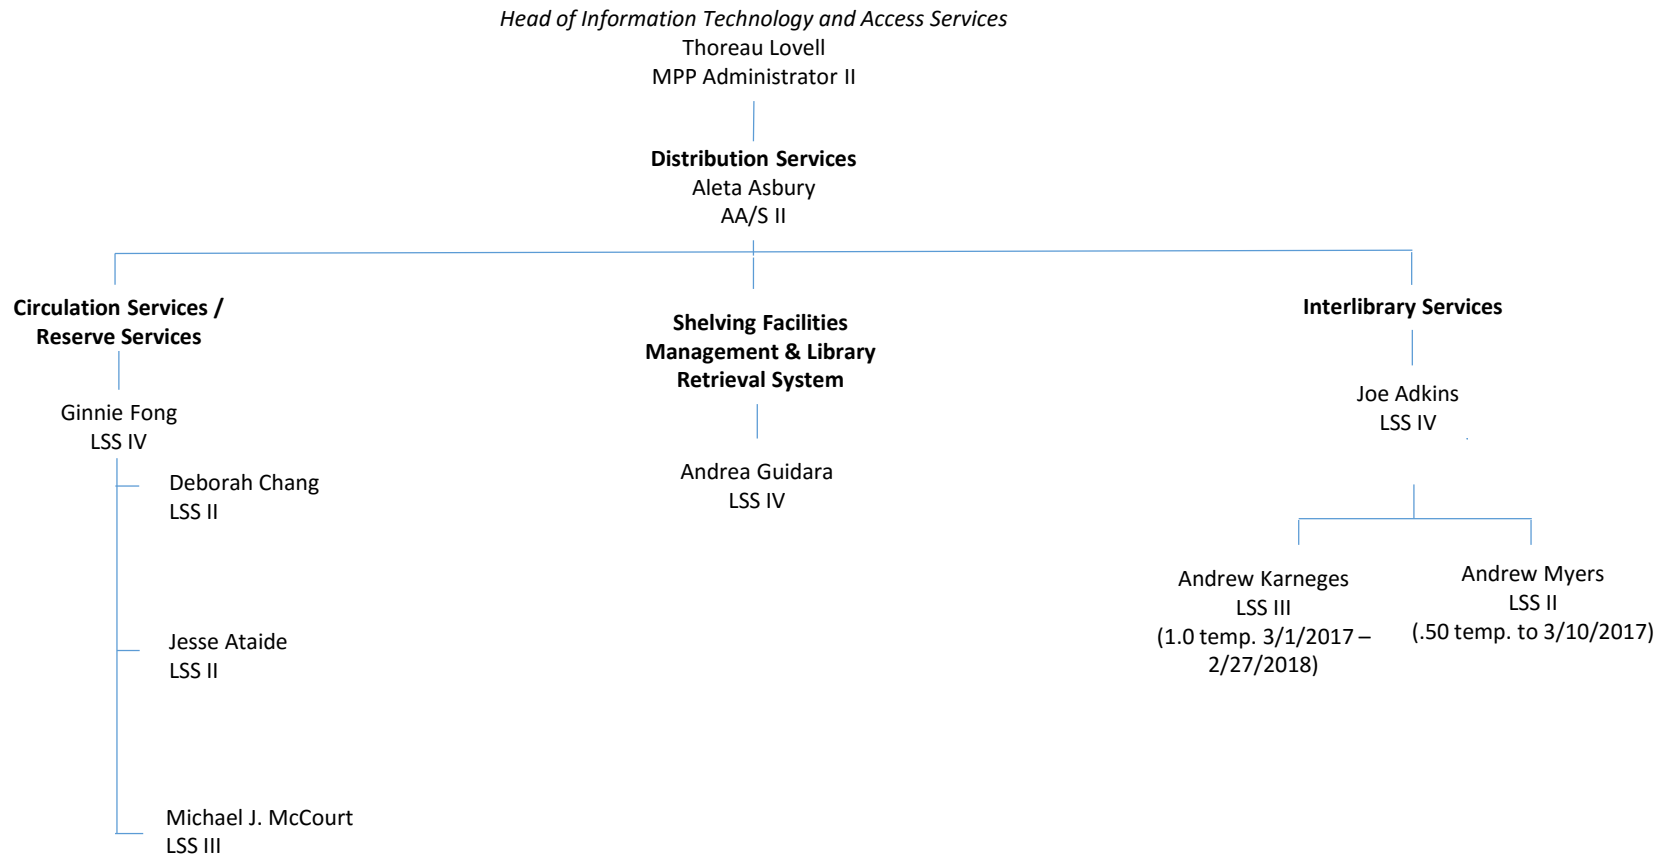 Head of Information Technology and Access Services
Thoreau Lovell
MPP Administrator II
Distribution Services
Aleta Asbury
AA/S II
Circulation Services /
Reserve Services
Ginnie Fong
LSS IV
Deborah Chang
LSS II
Jesse Ataide
LSS II
Michael J. McCourt
LSS III
Shelving Facilities
Management & Library
Retrieval System
Andrea Guidara
LSS IV
Interlibrary Services
Joe Adkins
LSS IV
Andrew Karneges
LSS III
(1.0 temp. 3/1/2017 –
2/27/2018)
Andrew Myers
LSS II
(.50 temp. to 3/10/2017)